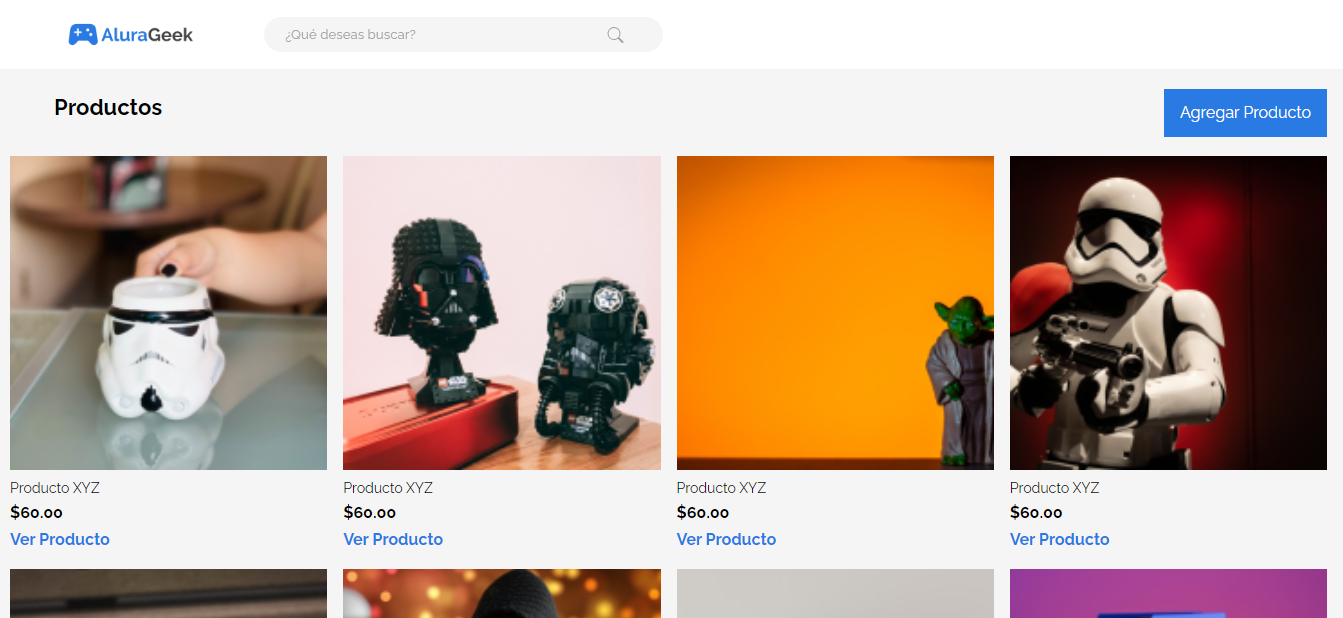 AluraGeek
¿Qué deseas buscar?
Productos
Agregar Producto
Producto XYZ
$60.00
Ver Producto
Producto XYZ
$60.00
Ver Producto
Producto XYZ
$60.00
Ver Producto
Producto XYZ
$60.00
Ver Producto